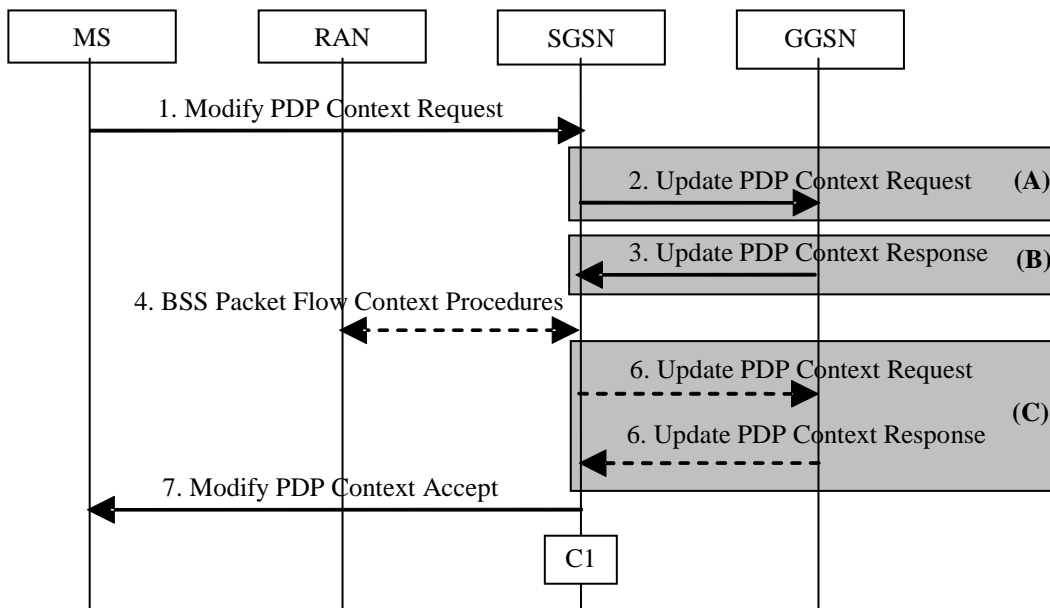 MS RAN SGSN GGSN
1. Modify PDP Context Request
2. Update PDP Context Request (A)
3. Update PDP Context Response (B)
4. BSS Packet Flow Context Procedures
6. Update PDP Context Request
(C)
6. Update PDP Context Response
7. Modify PDP Context Accept
C1